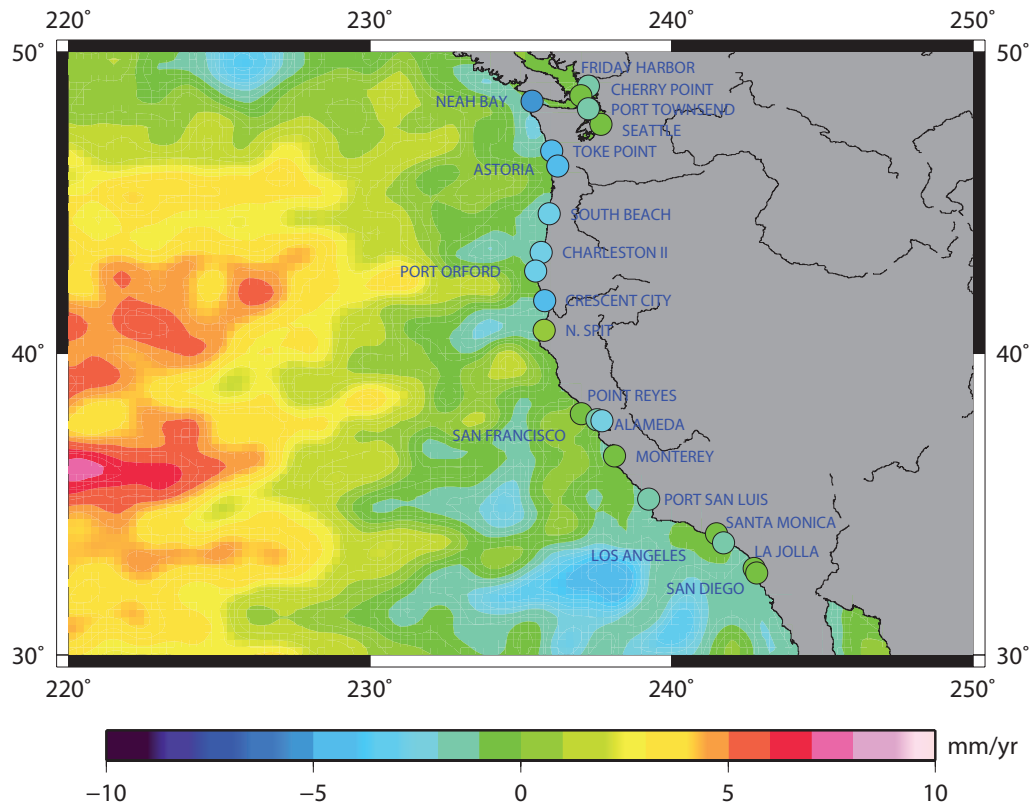 220° 230° 240° 250°
50° 50°
FRIDAY HARBOR
CHERRY POINT
NEAH BAY
PORT TOWNSEND
SEATTLE
TOKE POINT
ASTORIA
SOUTH BEACH
CHARLESTON II
PORT ORFORD
CRESCENT CITY
N. SRIT
40° 40°
POINT REYES
ALAMEDA
SAN FRANCISCO
MONTEREY
PORT SAN LUIS
SANTA MONICA
LOS ANGELES
LA JOLLA
SAN DIEGO
30° 30°
220° 230° 240° 250°
mm/yr
−10 −5 0 5 10